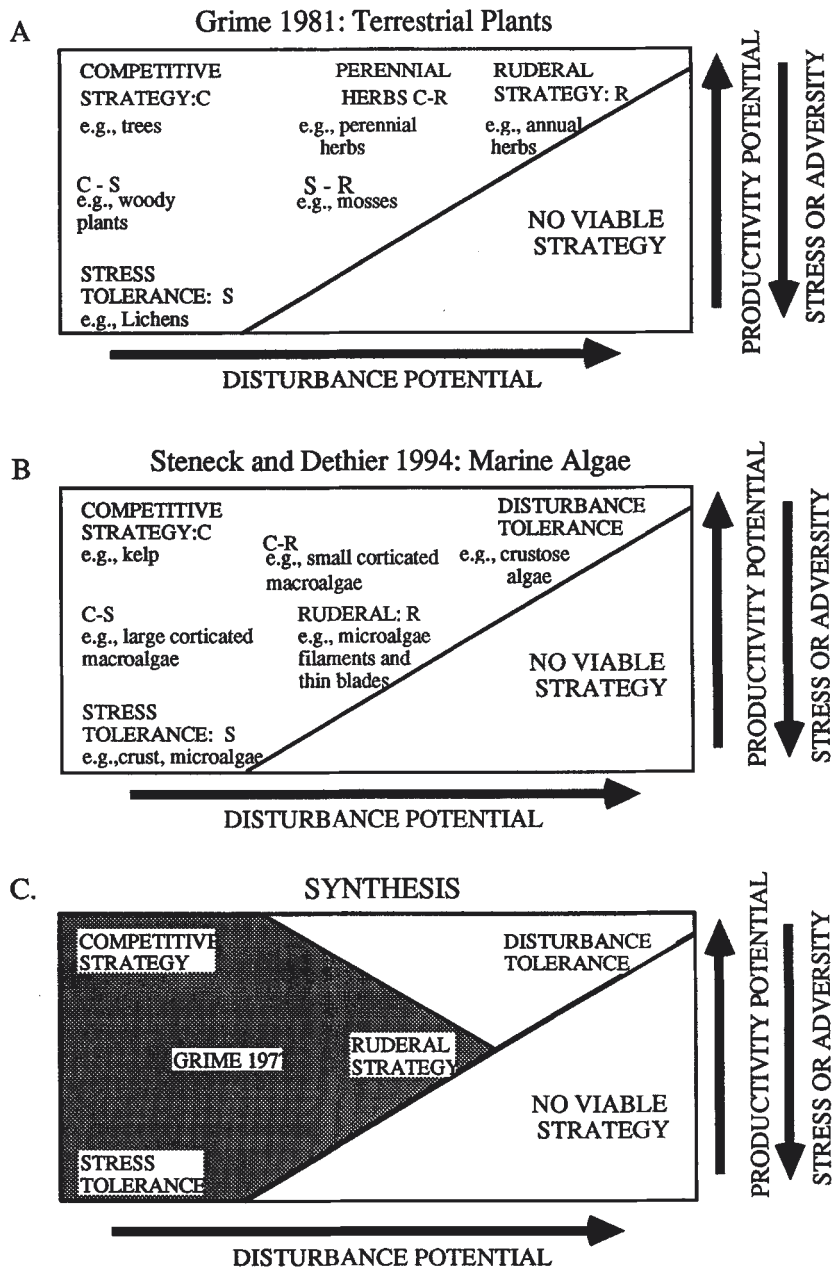 A
Grime 1981: Terrestrial Plants
COMPETITIVE
STRATEGY:C
e.g., trees
PERENNIAL
HERBS C-R
e.g., perennial
herbs
RUDERAL
STRATEGY: R
e.g., annual
herbs
C - S
e.g., woody
plants
S - R
e.g., mosses
NO VIABLE
STRATEGY
STRESS
TOLERANCE: S
e.g., Lichens
DISTURBANCE POTENTIAL
PRODUCTIVITY POTENTIAL
STRESS OR ADVERSITY
B
Steneck and Dethier 1994: Marine Algae
COMPETITIVE
STRATEGY:C
e.g., kelp
C-R
e.g., small corticated
macroalgae
DISTURBANCE
TOLERANCE
e.g., crustose
algae
C-S
e.g., large corticated
macroalgae
RUDERAL: R
e.g., microalgae
filaments and
thin blades
NO VIABLE
STRATEGY
STRESS
TOLERANCE: S
e.g.,crust, microalgae
DISTURBANCE POTENTIAL
PRODUCTIVITY POTENTIAL
STRESS OR ADVERSITY
C.
SYNTHESIS
COMPETITIVE
STRATEGY
DISTURBANCE
TOLERANCE
GRIME 1977
RUDERAL
STRATEGY
NO VIABLE
STRATEGY
STRESS
TOLERANCE
DISTURBANCE POTENTIAL
PRODUCTIVITY POTENTIAL
STRESS OR ADVERSITY